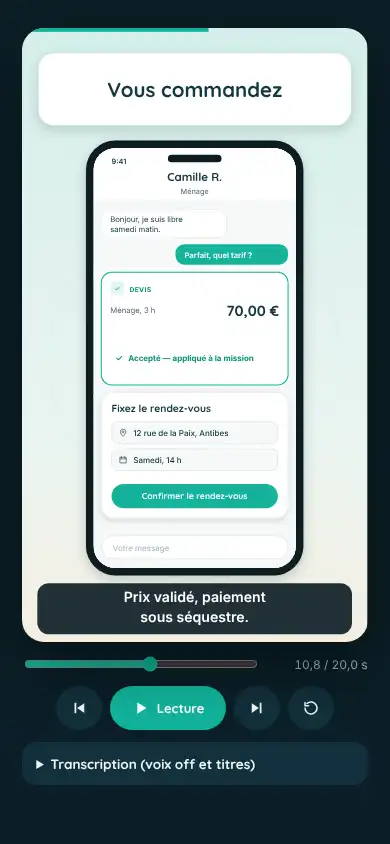 Vous commandez
9:41
Camille R.
Ménage
Bonjour, je suis libre
samedi matin.
Parfait, quel tarif ?
DEVIS
Ménage, 3 h
70,00 €
Accepté — appliqué à la mission
Fixez le rendez-vous
12 rue de la Paix, Antibes
Samedi, 14 h
Confirmer le rendez-vous
Votre message
Prix validé, paiement
sous séquestre.
10,8 / 20,0 s
Lecture
Transcription (voix off et titres)